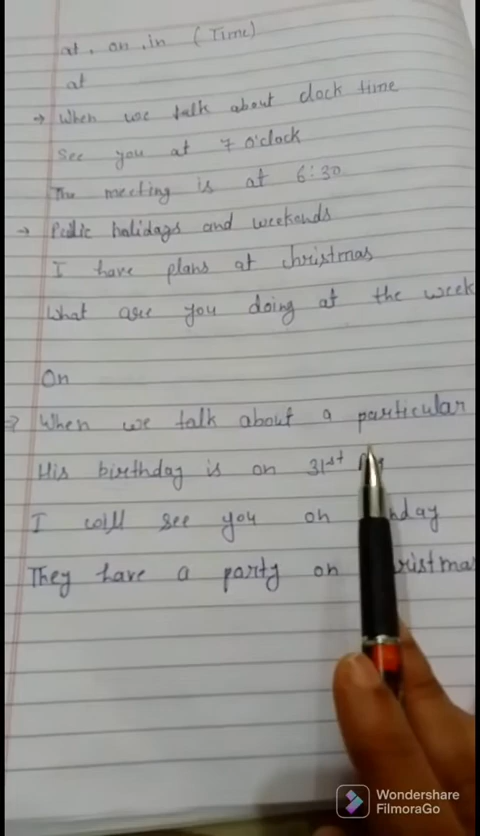 at, on, in (Time)
at
→ When we talk about clock time
See you at 7 o'clock
The meeting is at 6:30
→ Public holidays and weekends
I have plans at christmas
What are you doing at the week
On
→ When we talk about a particular
His birthday is on 31st
I will see you on nday
They have a party on hristmas
Wondershare
FilmoraGo